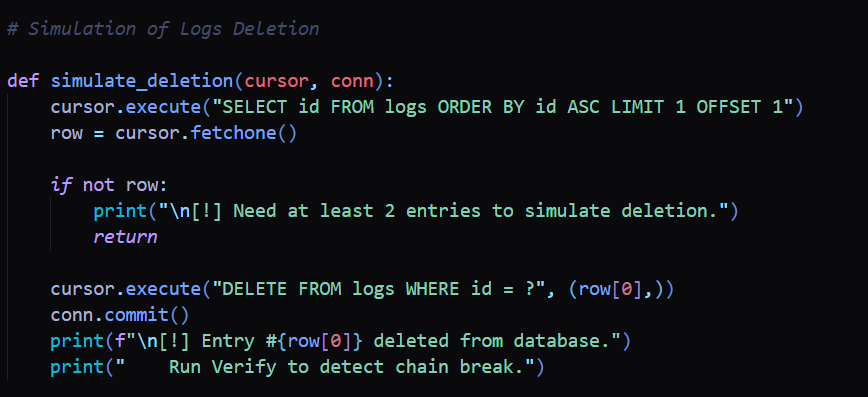 # Simulation of Logs Deletion
def simulate_deletion(cursor, conn):
    cursor.execute("SELECT id FROM logs ORDER BY id ASC LIMIT 1 OFFSET 1")
    row = cursor.fetchone()
    if not row:
        print("\n[!] Need at least 2 entries to simulate deletion.")
        return
    cursor.execute("DELETE FROM logs WHERE id = ?", (row[0],))
    conn.commit()
    print(f"\n[!] Entry #{row[0]} deleted from database.")
    print("    Run Verify to detect chain break.")